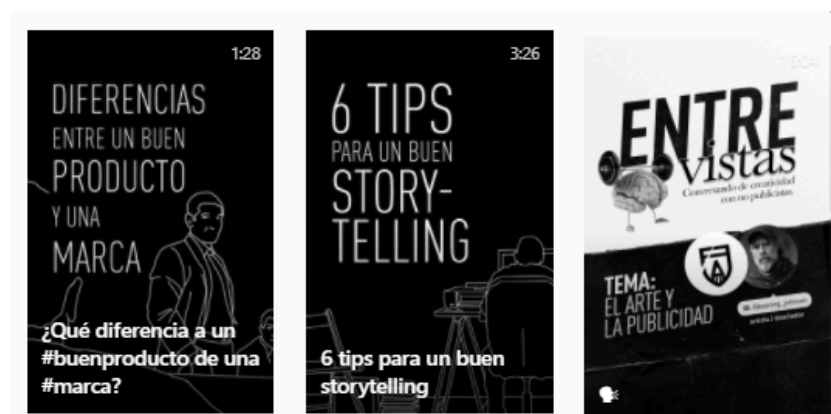 1:28
DIFERENCIAS
ENTRE UN BUEN
PRODUCTO
Y UNA
MARCA
¿Qué diferencia a un
#buenproducto de una
#marca?
3:26
6 TIPS
PARA UN BUEN
STORY-
TELLING
6 tips para un buen
storytelling
ENTRE
vistas
Conversando de creatividad
con no publicistas.
TEMA:
EL ARTE Y
LA PUBLICIDAD